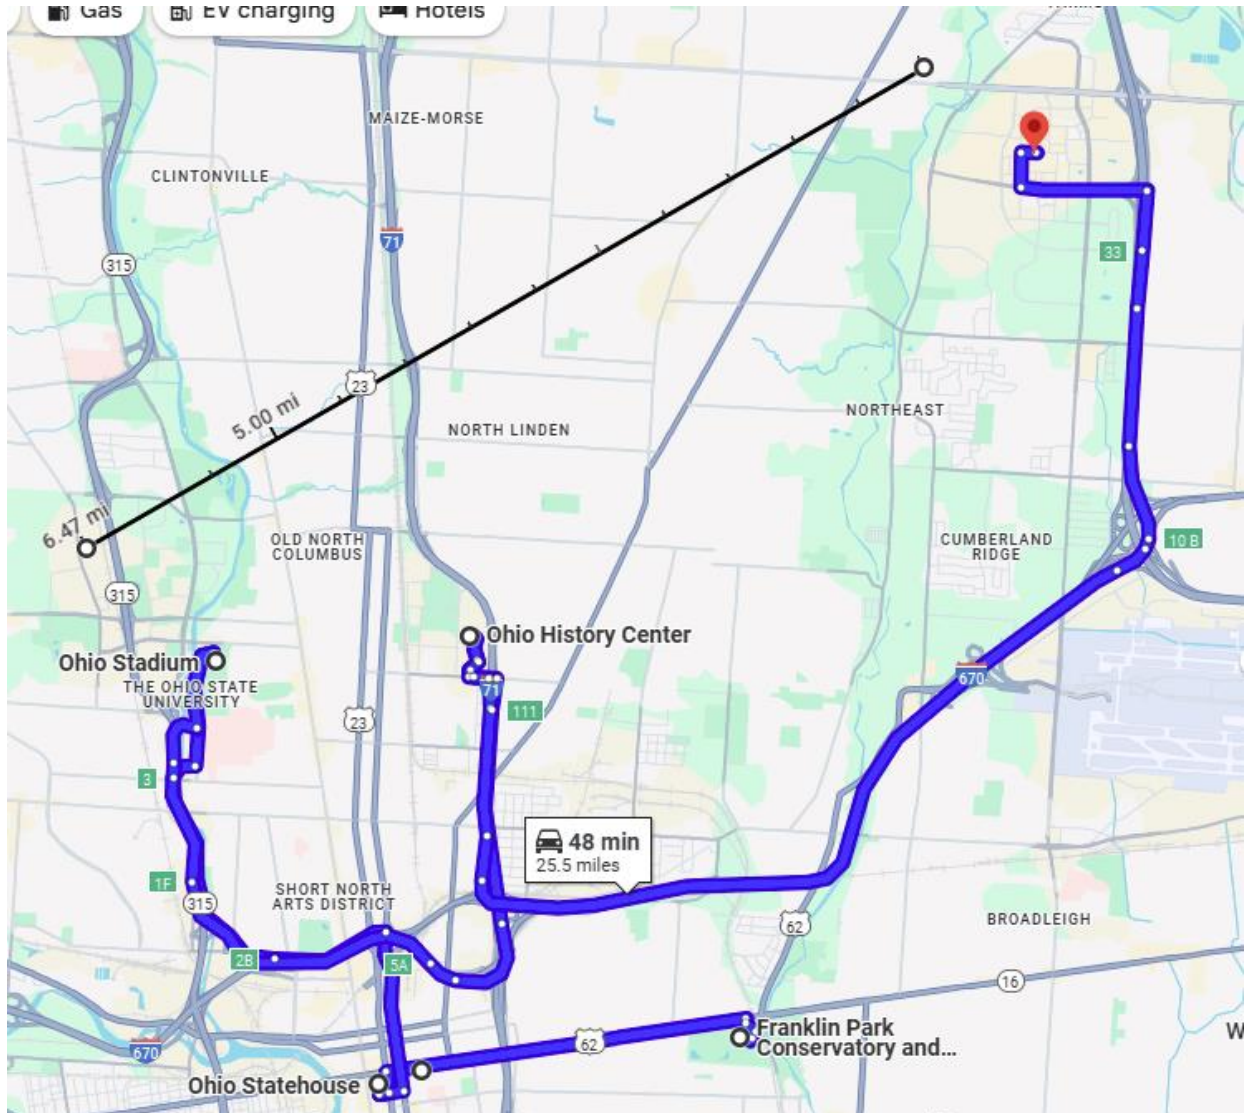 Gas
EV charging
Hotels
MAIZE-MORSE
CLINTONVILLE
71
315
33
23
5.00 mi
NORTHEAST
NORTH LINDEN
6.47 mi
OLD NORTH
COLUMBUS
CUMBERLAND
RIDGE
10 B
315
Ohio History Center
Ohio Stadium
THE OHIO STATE
UNIVERSITY
670
71
111
23
3
48 min
25.5 miles
1F
SHORT NORTH
ARTS DISTRICT
315
62
BROADLEIGH
2B
5A
16
Franklin Park
Conservatory and...
W
62
670
Ohio Statehouse